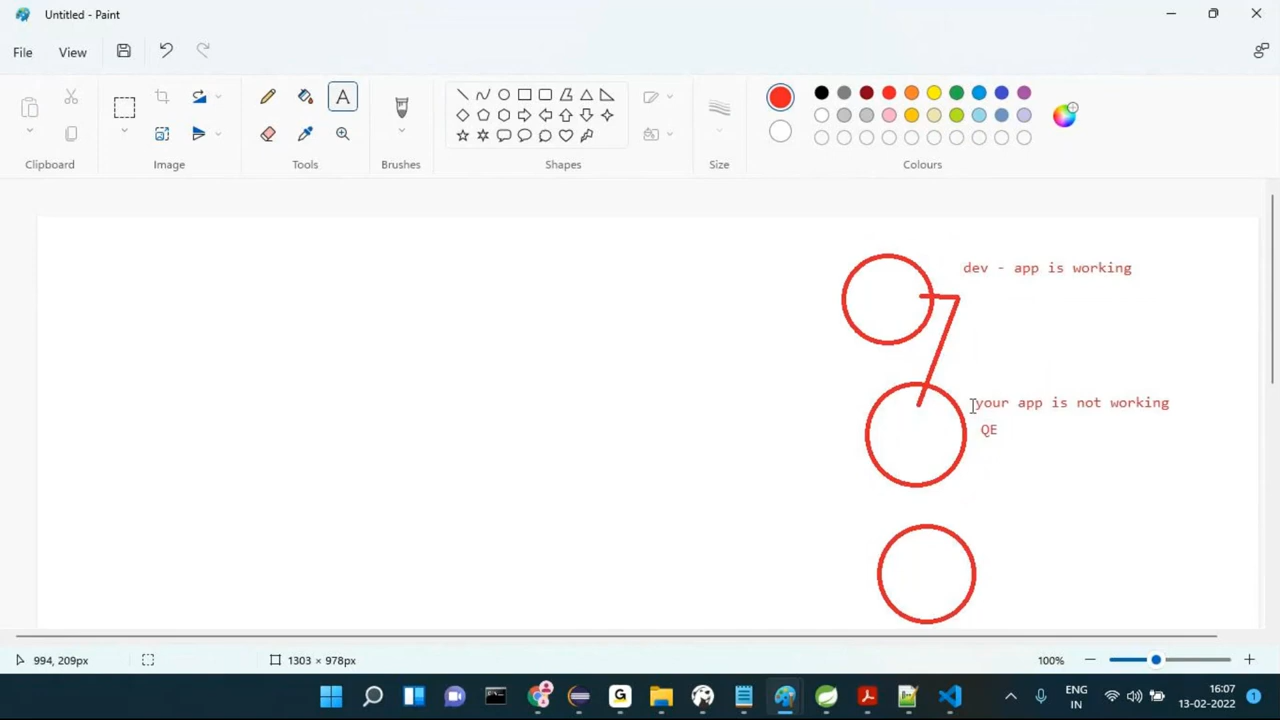 Untitled - Paint
File
View
A
Clipboard
Image
Tools
Brushes
Shapes
Size
Colours
dev - app is working
your app is not working
QE
994, 209px
1303 × 978px
100%
ENG
IN
16:07
13-02-2022
1